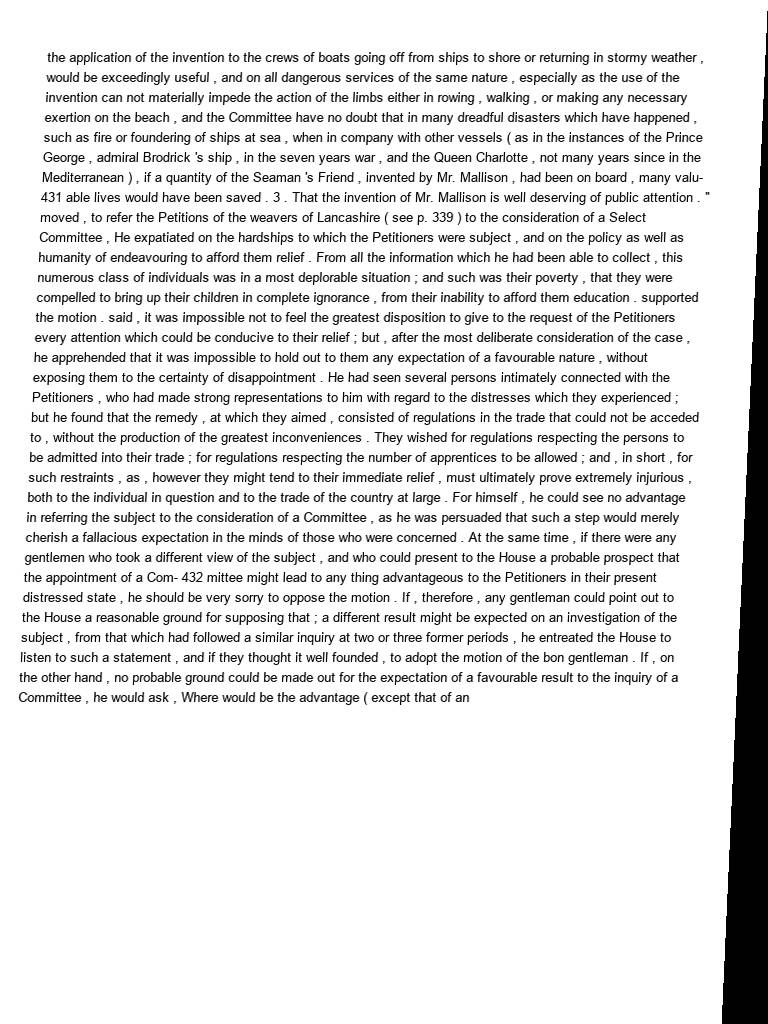 the application of the invention to the crews of boats going off from ships to shore or returning in stormy weather ,
would be exceedingly useful , and on all dangerous services of the same nature , especially as the use of the
invention can not materially impede the action of the limbs either in rowing , walking , or making any necessary
exertion on the beach , and the Committee have no doubt that in many dreadful disasters which have happened ,
such as fire or foundering of ships at sea , when in company with other vessels ( as in the instances of the Prince
George , admiral Brodrick 's ship , in the seven years war , and the Queen Charlotte , not many years since in the
Mediterranean ) , if a quantity of the Seaman 's Friend , invented by Mr. Mallison , had been on board , many valu-
431 able lives would have been saved . 3 . That the invention of Mr. Mallison is well deserving of public attention . "
moved , to refer the Petitions of the weavers of Lancashire ( see p. 339 ) to the consideration of a Select
Committee , He expatiated on the hardships to which the Petitioners were subject , and on the policy as well as
humanity of endeavouring to afford them relief . From all the information which he had been able to collect , this
numerous class of individuals was in a most deplorable situation ; and such was their poverty , that they were
compelled to bring up their children in complete ignorance , from their inability to afford them education . supported
the motion . said , it was impossible not to feel the greatest disposition to give to the request of the Petitioners
every attention which could be conducive to their relief ; but , after the most deliberate consideration of the case ,
he apprehended that it was impossible to hold out to them any expectation of a favourable nature , without
exposing them to the certainty of disappointment . He had seen several persons intimately connected with the
Petitioners , who had made strong representations to him with regard to the distresses which they experienced ;
but he found that the remedy , at which they aimed , consisted of regulations in the trade that could not be acceded
to , without the production of the greatest inconveniences . They wished for regulations respecting the persons to
be admitted into their trade ; for regulations respecting the number of apprentices to be allowed ; and , in short , for
such restraints , as , however they might tend to their immediate relief , must ultimately prove extremely injurious ,
both to the individual in question and to the trade of the country at large . For himself , he could see no advantage
in referring the subject to the consideration of a Committee , as he was persuaded that such a step would merely
cherish a fallacious expectation in the minds of those who were concerned . At the same time , if there were any
gentlemen who took a different view of the subject , and who could present to the House a probable prospect that
the appointment of a Com- 432 mittee might lead to any thing advantageous to the Petitioners in their present
distressed state , he should be very sorry to oppose the motion . If , therefore , any gentleman could point out to
the House a reasonable ground for supposing that ; a different result might be expected on an investigation of the
subject , from that which had followed a similar inquiry at two or three former periods , he entreated the House to
listen to such a statement , and if they thought it well founded , to adopt the motion of the bon gentleman . If , on
the other hand , no probable ground could be made out for the expectation of a favourable result to the inquiry of a
Committee , he would ask , Where would be the advantage ( except that of an